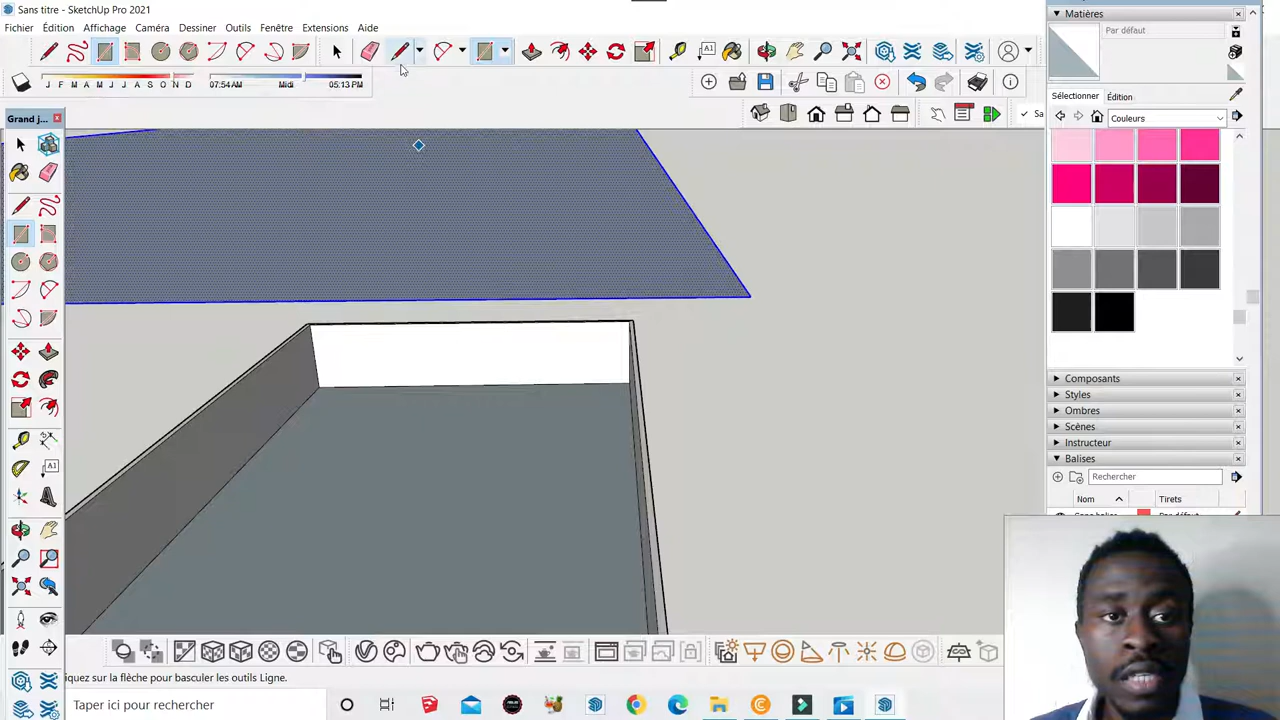 Sans titre - SketchUp Pro 2021
Fichier Édition Affichage Caméra Dessiner Outils Fenêtre Extensions Aide
J F M A M J J A S O N D 07:54AM Midi 05:13 PM
Grand j...
Sa
Matières
Par défaut
Sélectionner Édition
Couleurs
Composants
Styles
Ombres
Scènes
Instructeur
Balises
Rechercher
Nom Tirets
iquez sur la flèche pour basculer les outils Ligne.
Taper ici pour rechercher